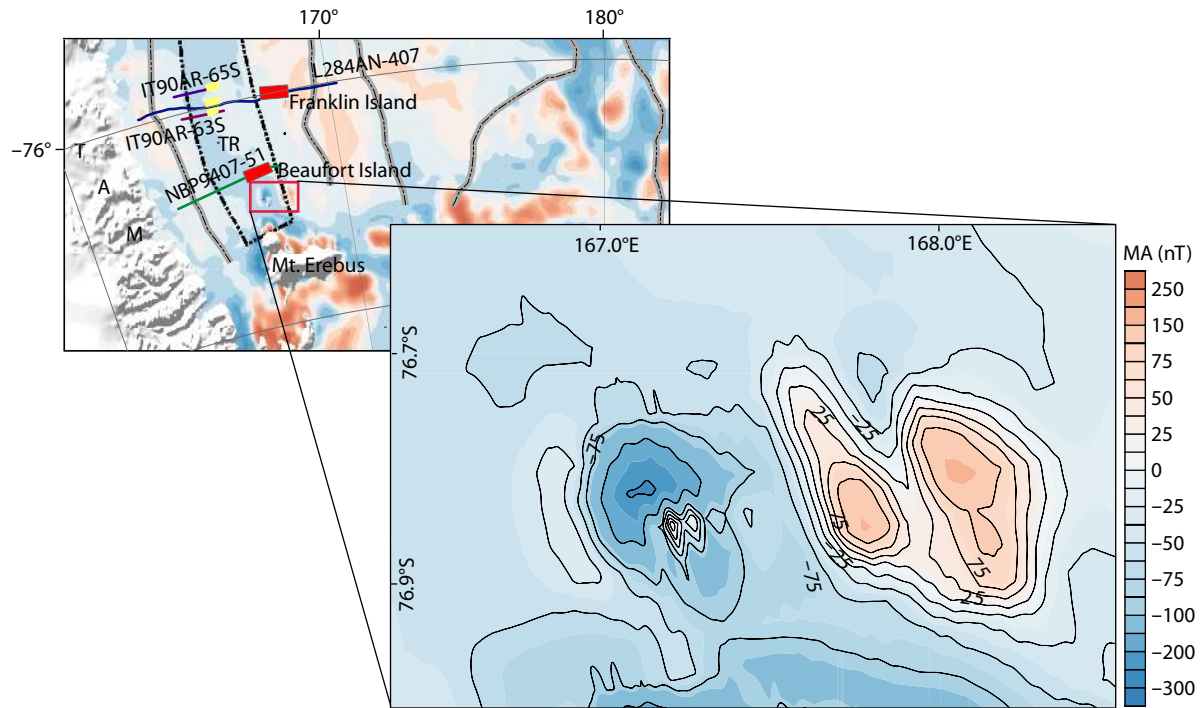 170°
180°
IT90AR-65S
L284AN-407
Franklin Island
IT90AR-63S
−76°
T
TR
NBP9407-51
Beaufort Island
A
M
Mt. Erebus
167.0°E
168.0°E
MA (nT)
250
150
75
50
25
0
−25
−50
−75
−100
−200
−300
76.7°S
76.9°S
25
−25
−75
75
−25
−75
75
25